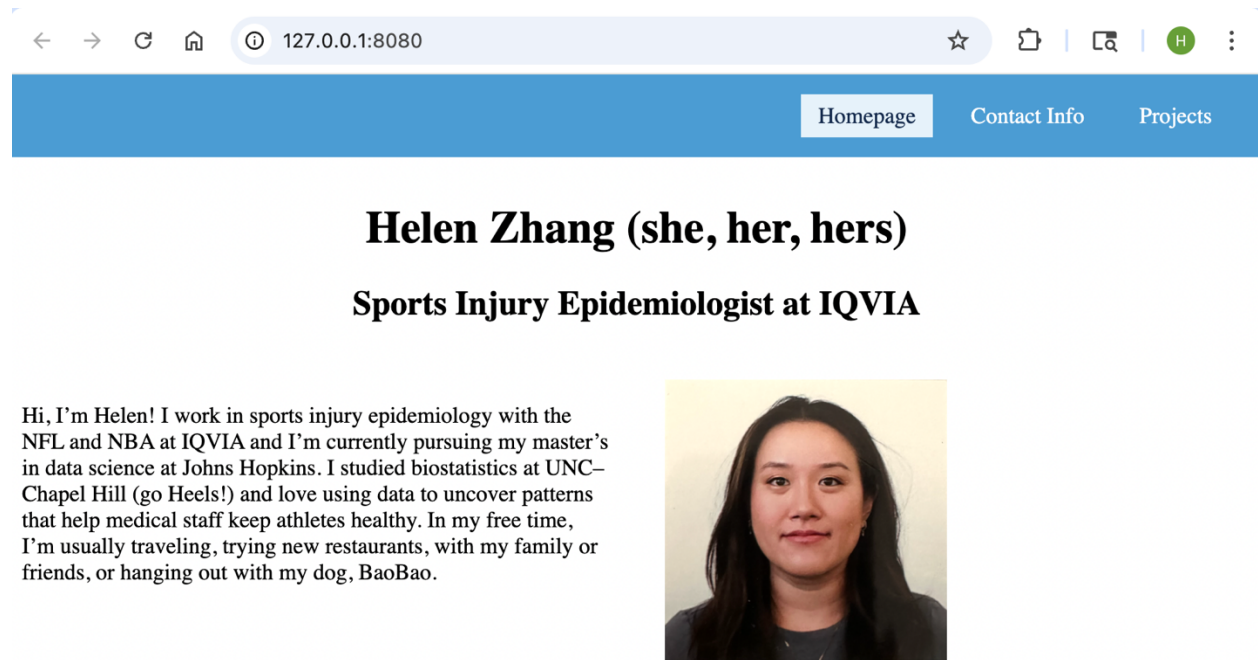 127.0.0.1:8080
H
Homepage Contact Info Projects
Helen Zhang (she, her, hers)
Sports Injury Epidemiologist at IQVIA
Hi, I’m Helen! I work in sports injury epidemiology with the
NFL and NBA at IQVIA and I’m currently pursuing my master’s
in data science at Johns Hopkins. I studied biostatistics at UNC–
Chapel Hill (go Heels!) and love using data to uncover patterns
that help medical staff keep athletes healthy. In my free time,
I’m usually traveling, trying new restaurants, with my family or
friends, or hanging out with my dog, BaoBao.